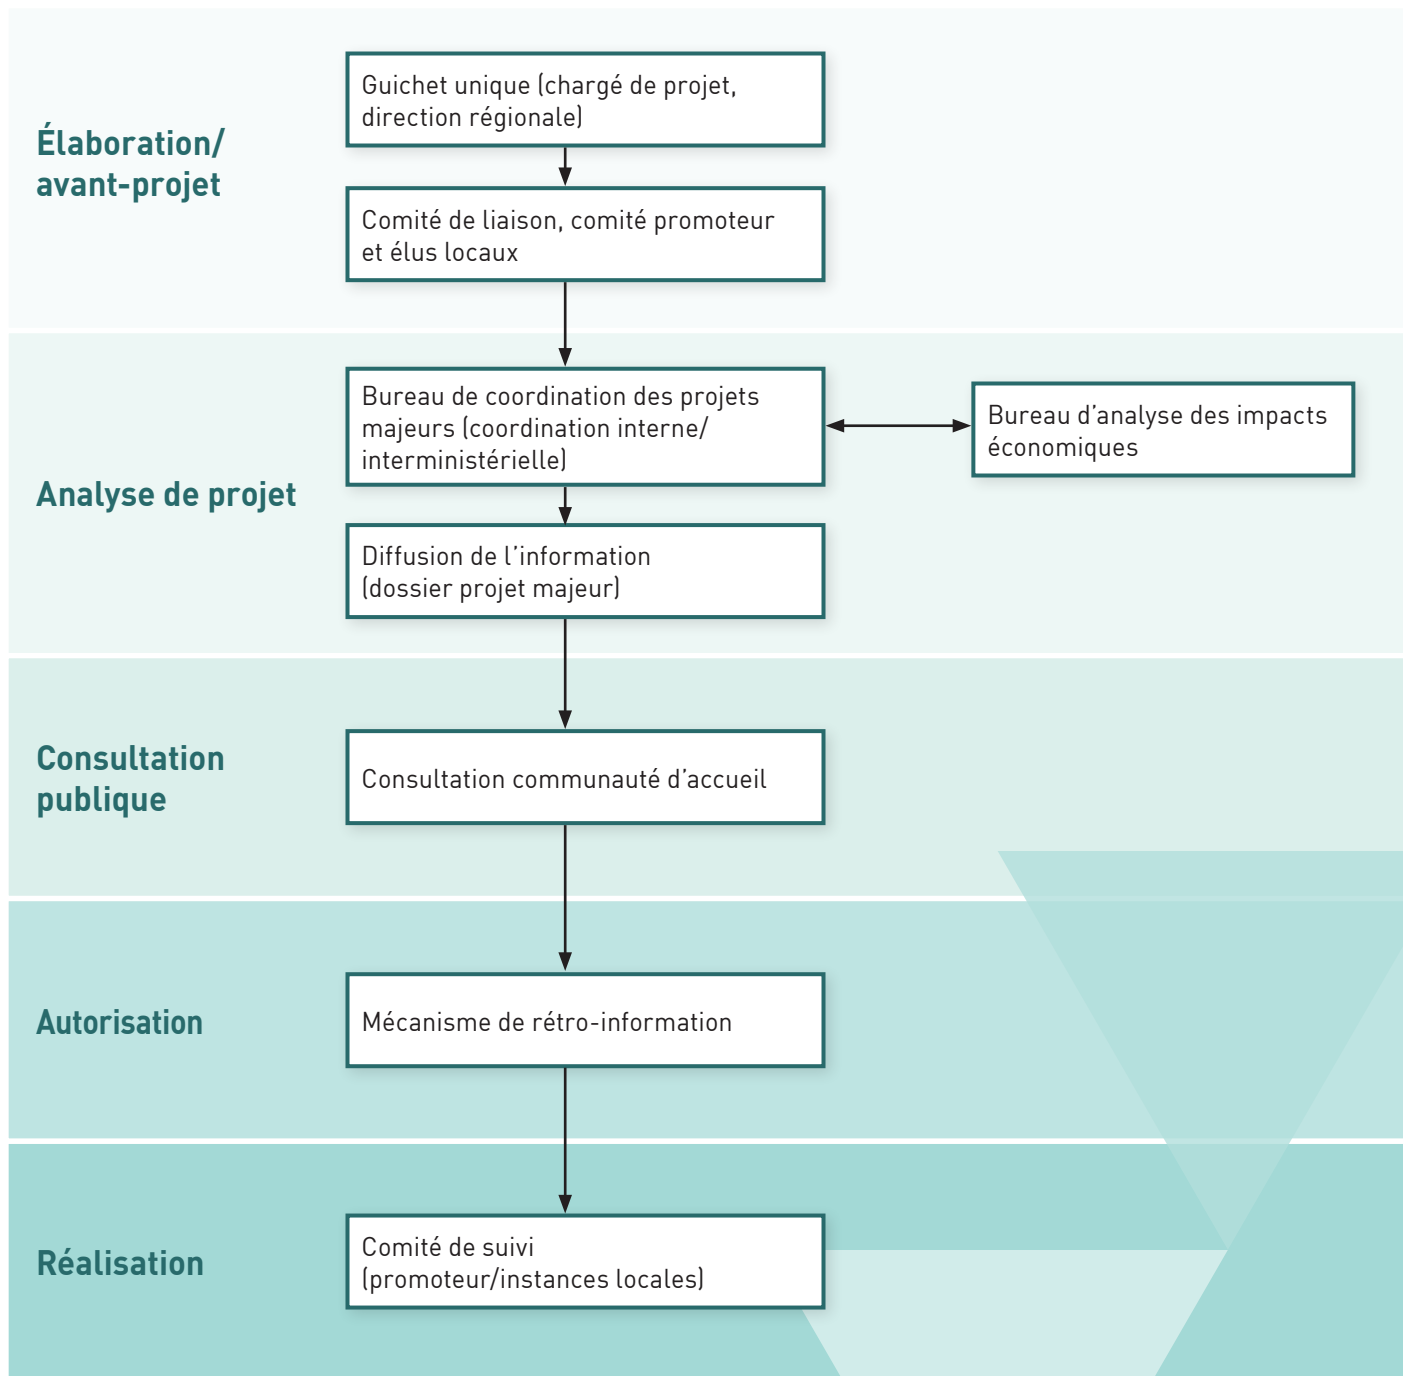 Élaboration/
avant-projet
Guichet unique (chargé de projet,
direction régionale)
Comité de liaison, comité promoteur
et élus locaux
Analyse de projet
Bureau de coordination des projets
majeurs (coordination interne/
interministérielle)
Bureau d’analyse des impacts
économiques
Diffusion de l’information
(dossier projet majeur)
Consultation
publique
Consultation communauté d’accueil
Autorisation
Mécanisme de rétro-information
Réalisation
Comité de suivi
(promoteur/instances locales)